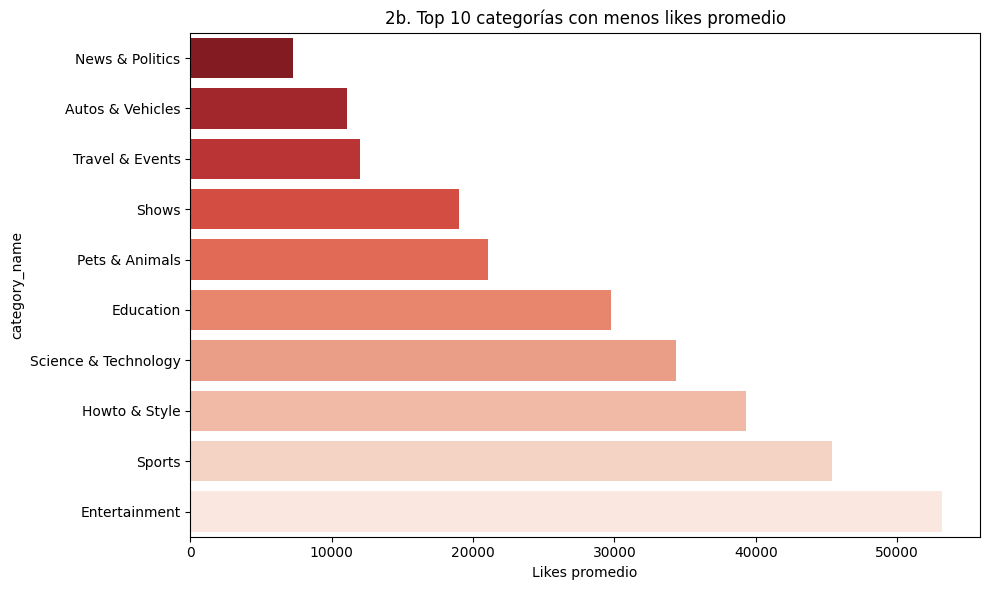 2b. Top 10 categorías con menos likes promedio
category_name
News & Politics
Autos & Vehicles
Travel & Events
Shows
Pets & Animals
Education
Science & Technology
Howto & Style
Sports
Entertainment
0 10000 20000 30000 40000 50000
Likes promedio